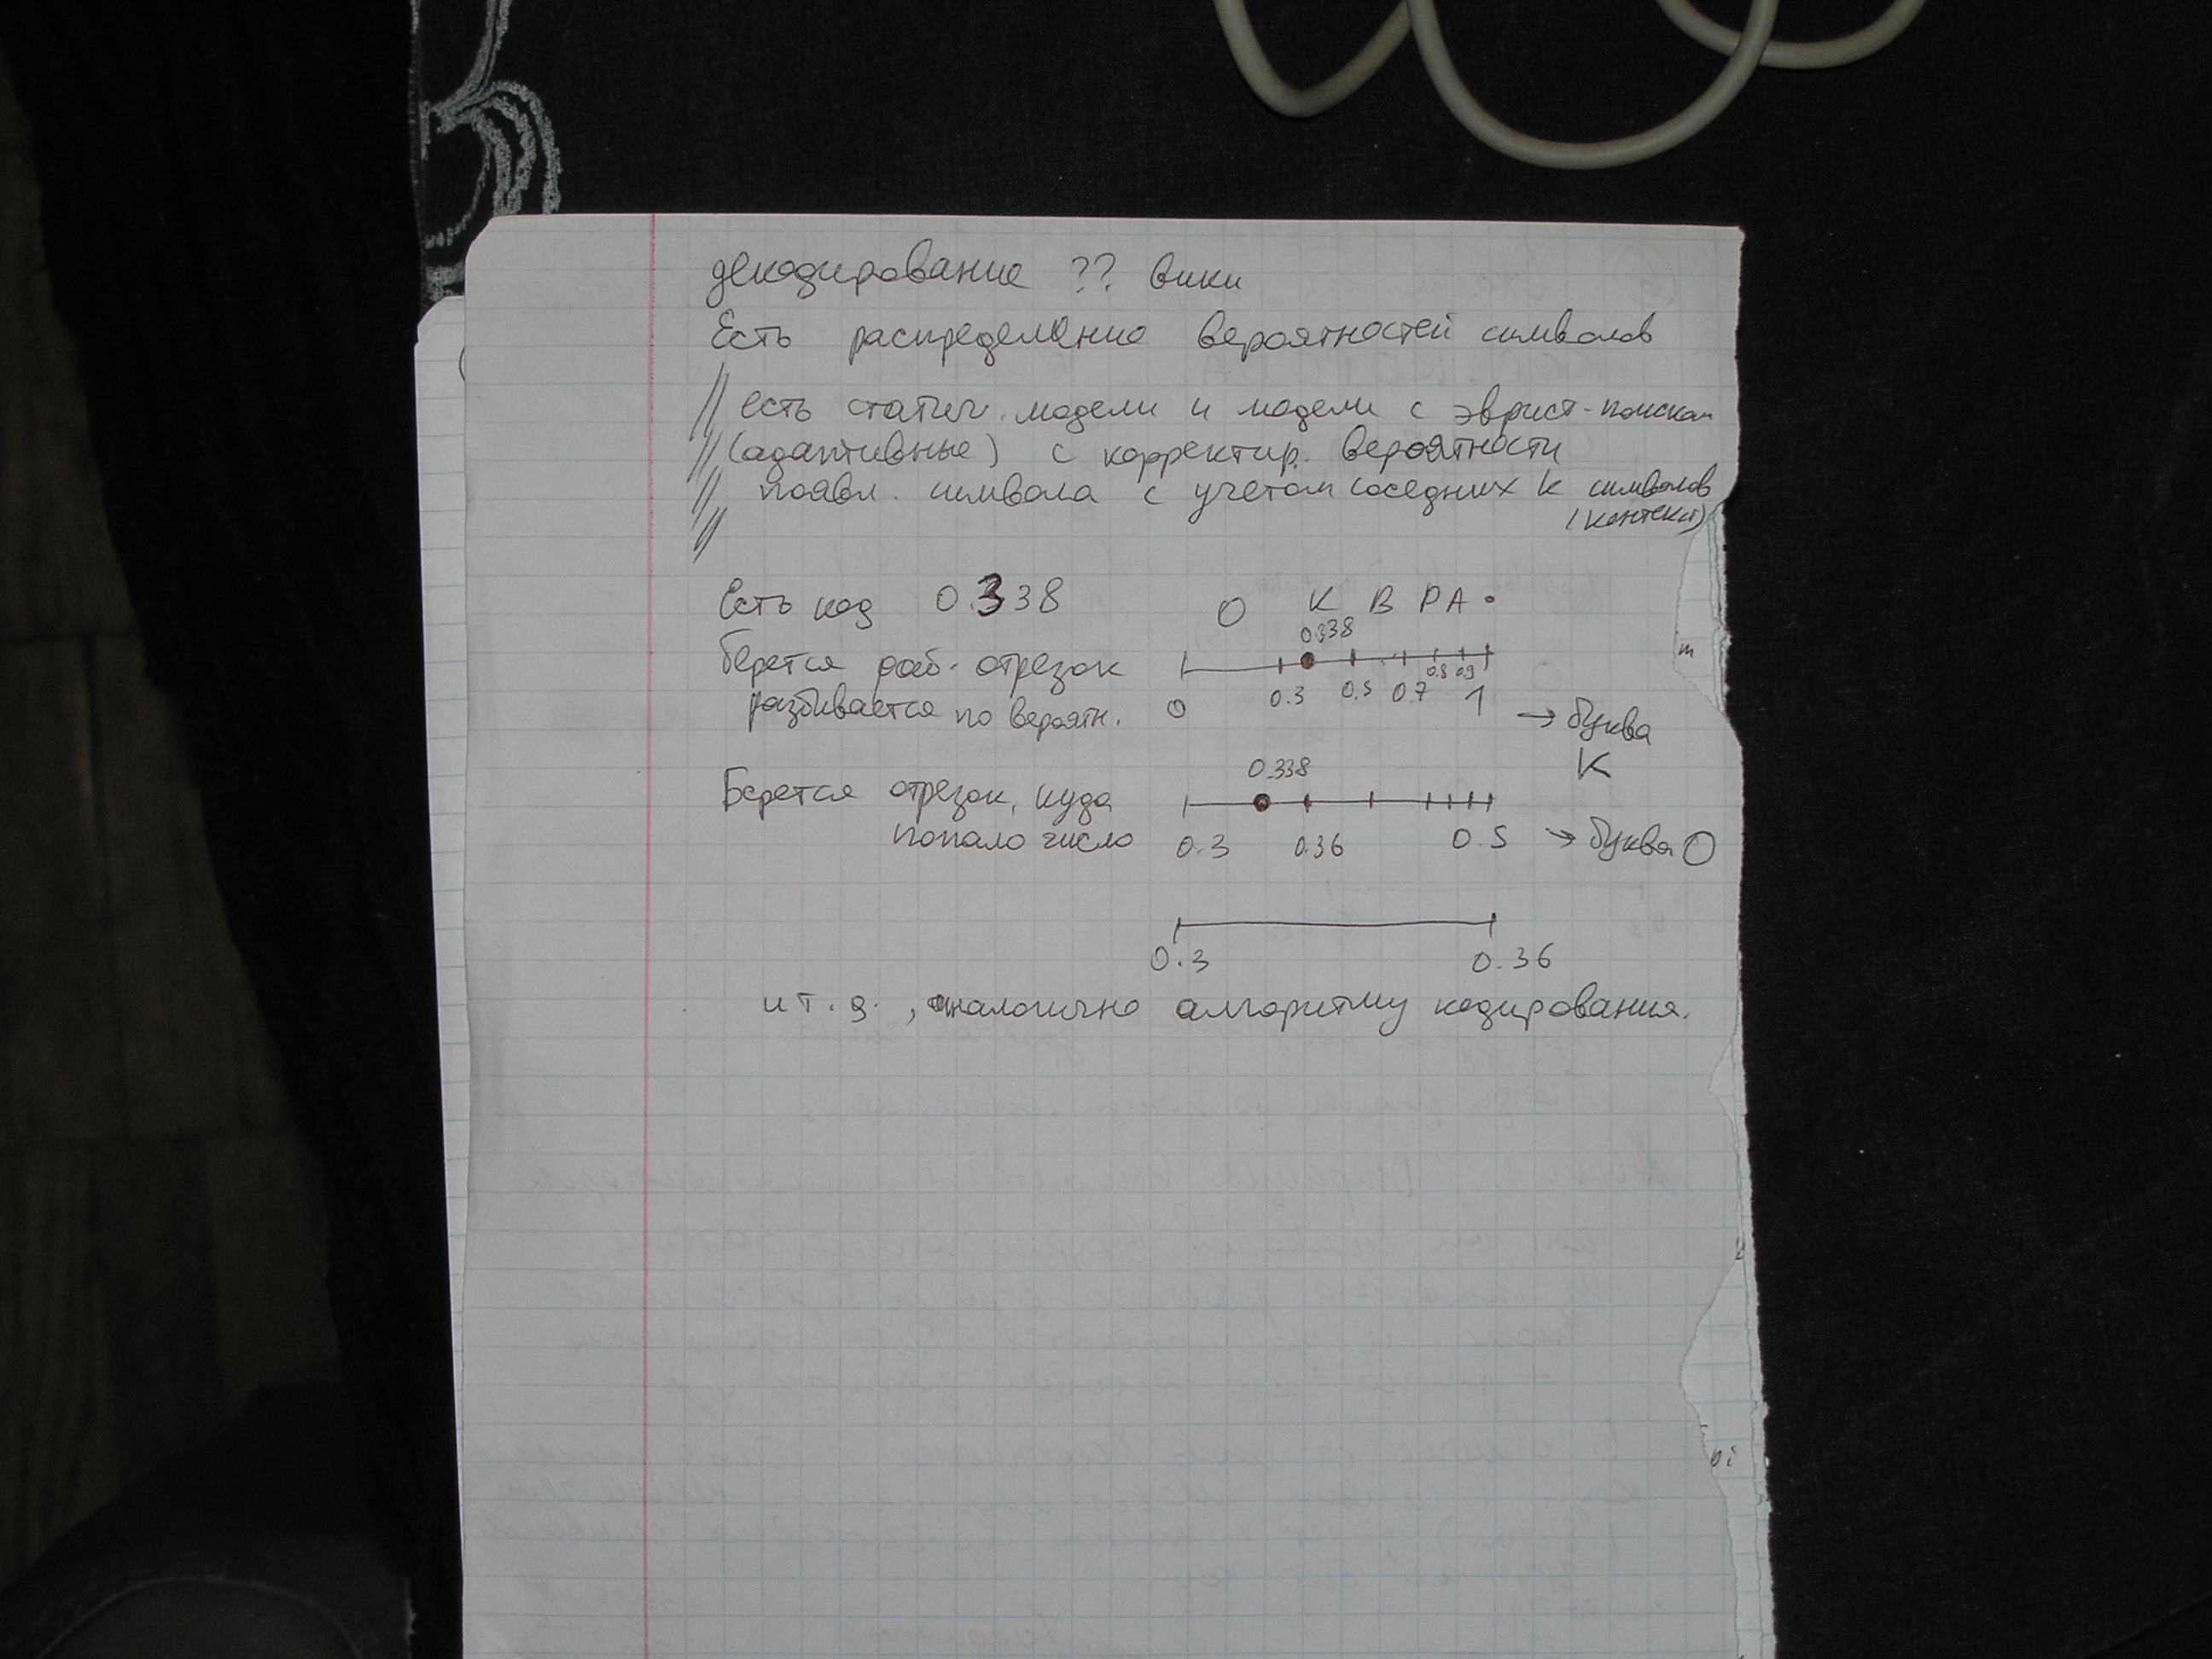 декодирование ?? вики
Есть распределение вероятностей символов
есть статич. модели и модели с эврист. поиском
(адаптивные) с корректир. вероятности
появл. символа с учетом соседних k символов
(контекст)
Есть код 0.338
О К В Р А .
0.338
берется раб. отрезок
разбивается по вероятн.
0 0.3 0.5 0.7 0.8 0.9 1
→ буква
К
0.338
Берется отрезок, куда
попало число
0.3 0.36 0.5 → буква О
0.3 0.36
и т. д., аналогично алгоритму кодирования.